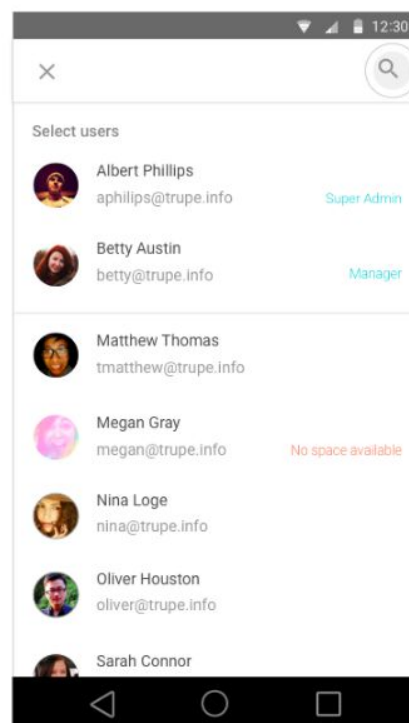 12:30
Select users
Albert Phillips
aphilips@trupe.info
Super Admin
Betty Austin
betty@trupe.info
Manager
Matthew Thomas
tmatthew@trupe.info
Megan Gray
megan@trupe.info
No space available
Nina Loge
nina@trupe.info
Oliver Houston
oliver@trupe.info
Sarah Connor